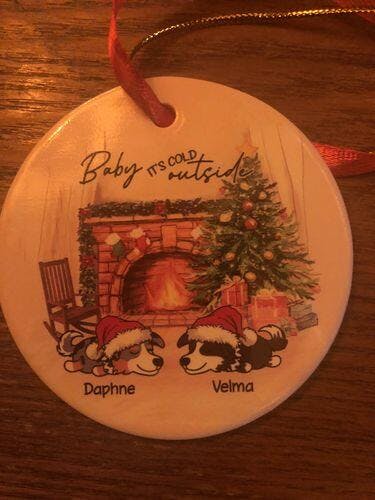 Baby IT'S COLD outside
Daphne Velma